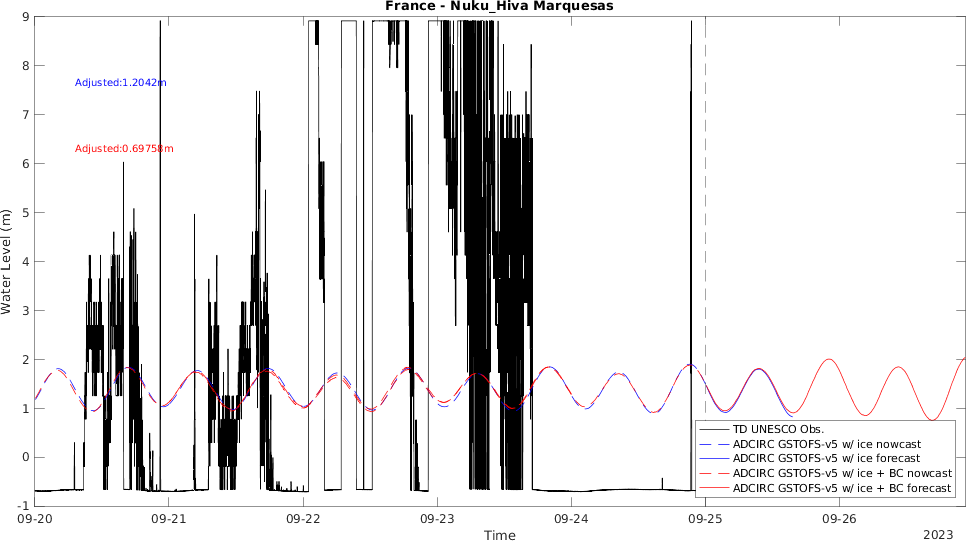 France - Nuku_Hiva Marquesas
9
8
Adjusted:1.2042m
7
Adjusted:0.69758m
6
5
Water Level (m)
4
3
2
1
0
-1
TD UNESCO Obs.
ADCIRC GSTOFS-v5 w/ ice nowcast
ADCIRC GSTOFS-v5 w/ ice forecast
ADCIRC GSTOFS-v5 w/ ice + BC nowcast
ADCIRC GSTOFS-v5 w/ ice + BC forecast
09-20 09-21 09-22 09-23 09-24 09-25 09-26
Time
2023